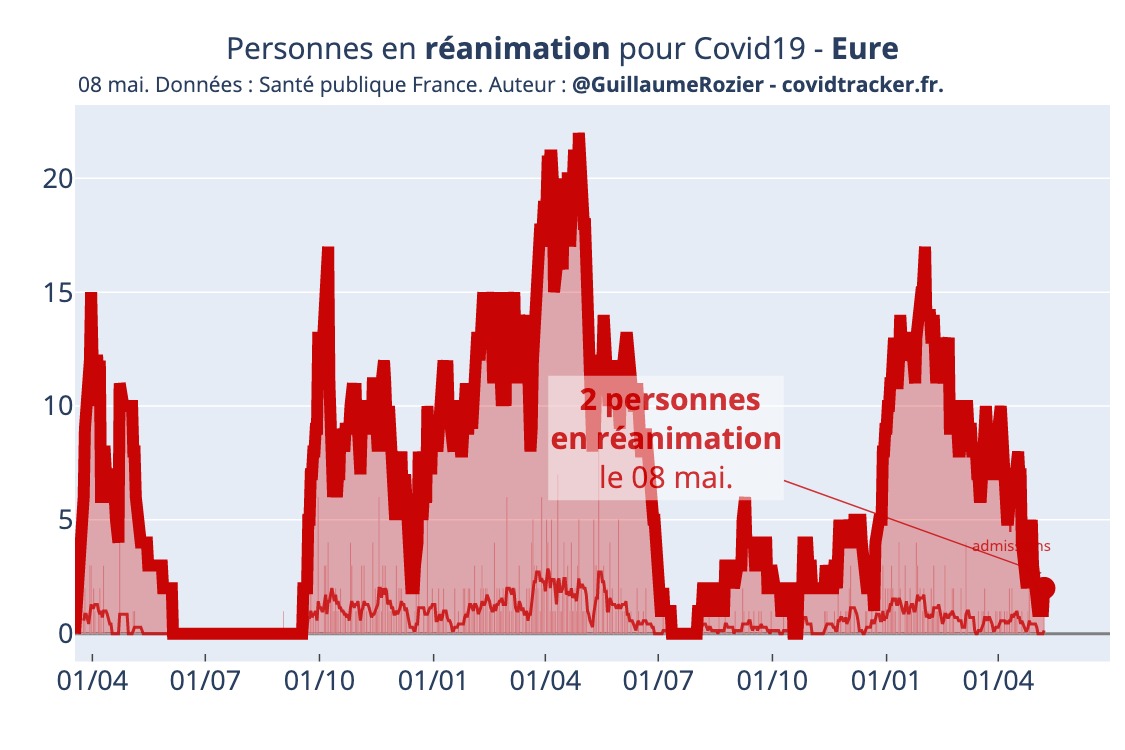 Personnes en réanimation pour Covid19 - Eure
08 mai. Données : Santé publique France. Auteur : @GuillaumeRozier - covidtracker.fr.
20
15
10
5
0
2 personnes
en réanimation
le 08 mai.
admissions
01/04 01/07 01/10 01/01 01/04 01/07 01/10 01/01 01/04